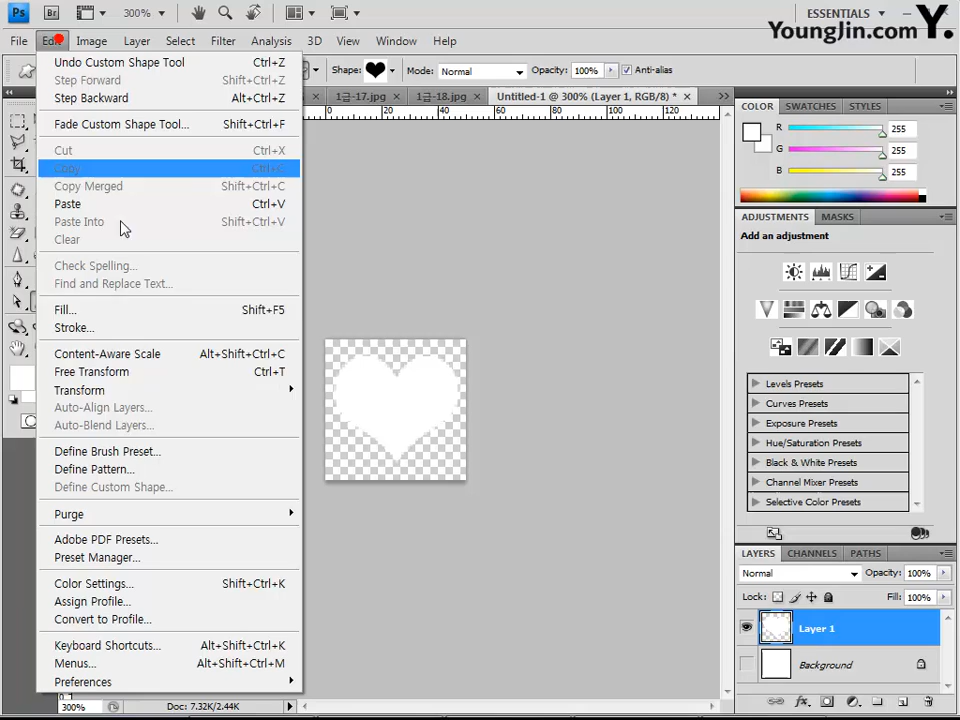 Ps Br 300% ESSENTIALS
YoungJin.com Y.
File Edit Image Layer Select Filter Analysis 3D View Window Help
Shape: Mode: Normal Opacity: 100% Anti-alias
1급-17.jpg 1급-18.jpg Untitled-1 @ 300% (Layer 1, RGB/8) *
20 40 60 80 100 120
Undo Custom Shape Tool Ctrl+Z
Step Forward Shift+Ctrl+Z
Step Backward Alt+Ctrl+Z
Fade Custom Shape Tool... Shift+Ctrl+F
Cut Ctrl+X
Copy Ctrl+C
Copy Merged Shift+Ctrl+C
Paste Ctrl+V
Paste Into Shift+Ctrl+V
Clear
Check Spelling...
Find and Replace Text...
Fill... Shift+F5
Stroke...
Content-Aware Scale Alt+Shift+Ctrl+C
Free Transform Ctrl+T
Transform
Auto-Align Layers...
Auto-Blend Layers...
Define Brush Preset...
Define Pattern...
Define Custom Shape...
Purge
Adobe PDF Presets...
Preset Manager...
Color Settings... Shift+Ctrl+K
Assign Profile...
Convert to Profile...
Keyboard Shortcuts... Alt+Shift+Ctrl+K
Menus... Alt+Shift+Ctrl+M
Preferences
300% Doc: 7.32K/2.44K
COLOR SWATCHES STYLES
R 255
G 255
B 255
ADJUSTMENTS MASKS
Add an adjustment
Levels Presets
Curves Presets
Exposure Presets
Hue/Saturation Presets
Black & White Presets
Channel Mixer Presets
Selective Color Presets
LAYERS CHANNELS PATHS
Normal Opacity: 100%
Lock: Fill: 100%
Layer 1
Background